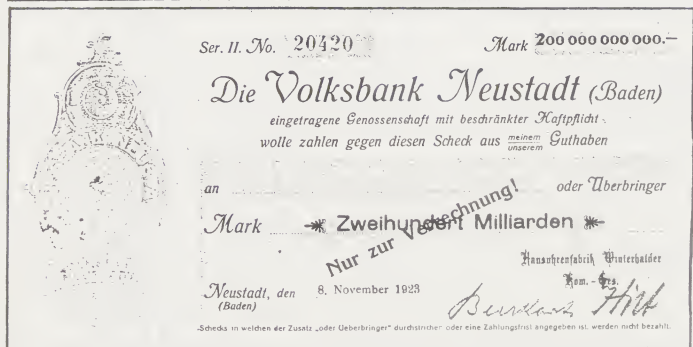 Ser. II. No. 20420 Mark 200 000 000 000.—
Die Volksbank Neustadt (Baden)
eingetragene Genossenschaft mit beschränkter Haftpflicht
wolle zahlen gegen diesen Scheck aus meinem unserem Guthaben
an oder Überbringer
Mark Zweihundert Milliarden
Nur zur Verrechnung!
Hausuhrenfabrik Winterhalder
Kom.-Ges.
Neustadt, den 8. November 1923
(Baden)
Schecks in welchen der Zusatz „oder Ueberbringer" durchstrichen oder eine Zahlungsfrist angegeben ist, werden nicht bezahlt.